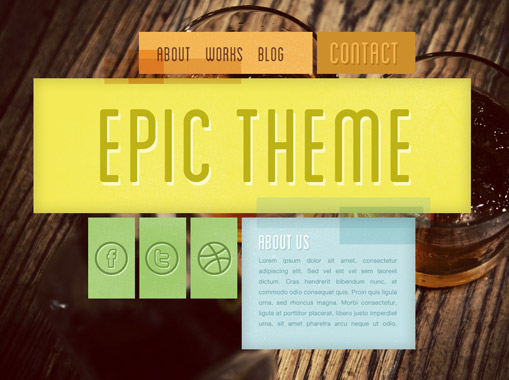 ABOUT WORKS BLOG CONTACT
EPIC THEME
f t
ABOUT US
Lorem ipsum dolor sit amet, consectetur
adipiscing elit. Sed vel elit vel sem laoreet
dictum. Cras hendrerit bibendum nunc, at
commodo odio consequat quis. Proin quis ligula
urna, sed rhoncus magna. Morbi consectetur,
ligula at porttitor placerat, libero justo imperdiet
urna, sit amet pharetra arcu neque ut odio.